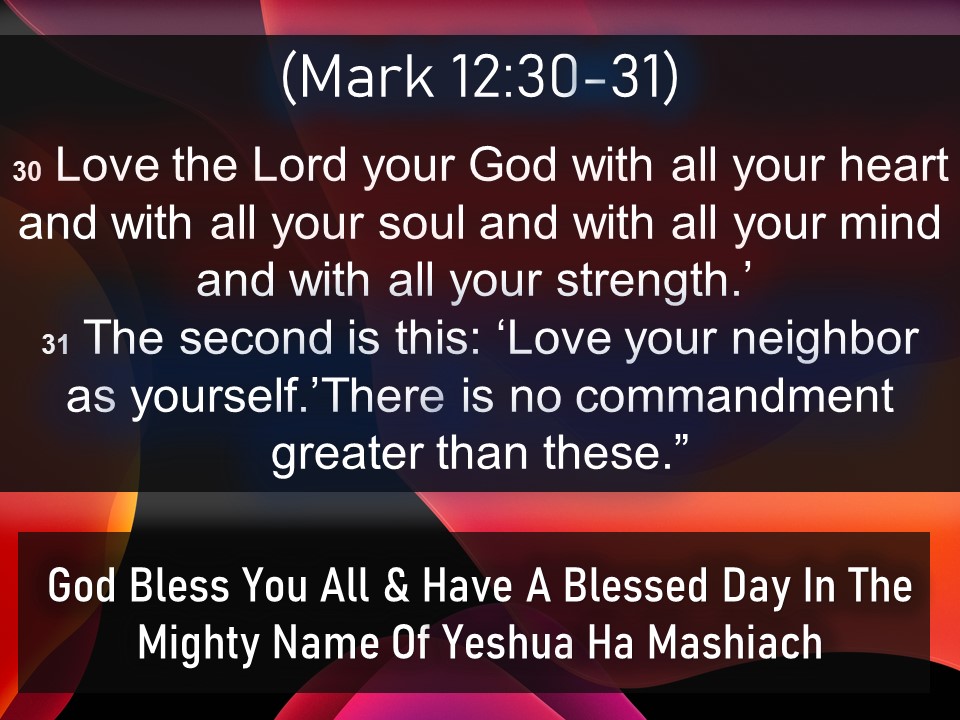 (Mark 12:30-31)
30 Love the Lord your God with all your heart
and with all your soul and with all your mind
and with all your strength.’
31 The second is this: ‘Love your neighbor
as yourself.’There is no commandment
greater than these.”
God Bless You All & Have A Blessed Day In The
Mighty Name Of Yeshua Ha Mashiach